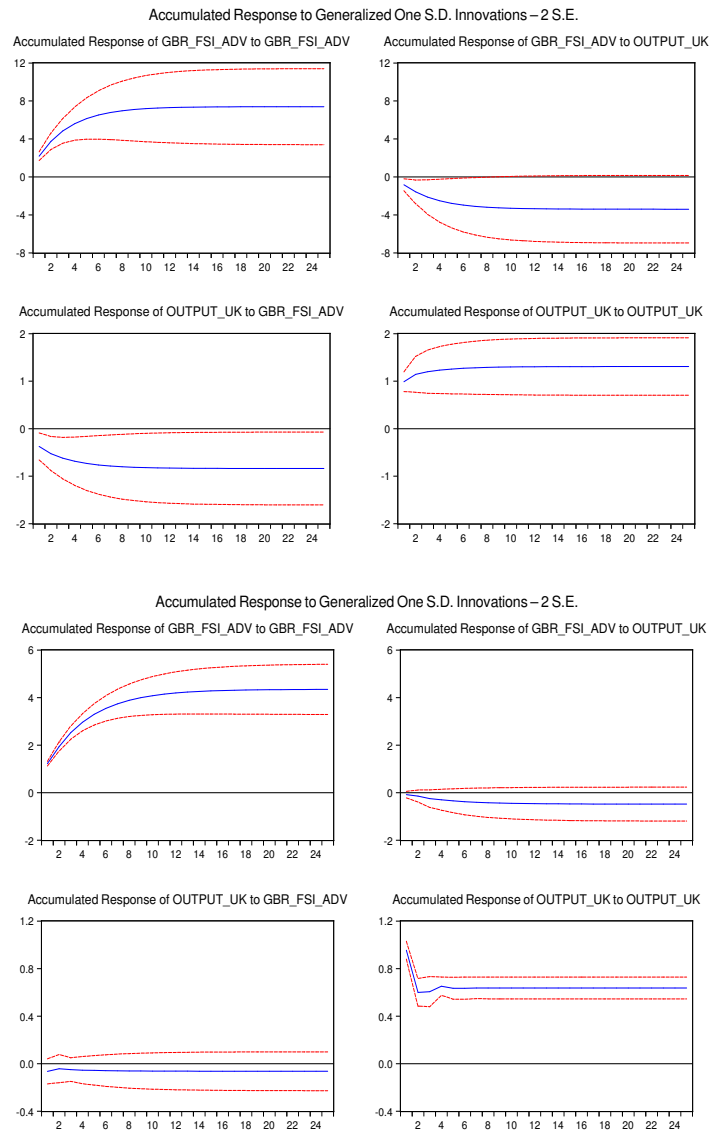 Accumulated Response to Generalized One S.D. Innovations – 2 S.E.
Accumulated Response of GBR_FSI_ADV to GBR_FSI_ADV
12
8
4
0
-4
-8
2 4 6 8 10 12 14 16 18 20 22 24
Accumulated Response of GBR_FSI_ADV to OUTPUT_UK
12
8
4
0
-4
-8
2 4 6 8 10 12 14 16 18 20 22 24
Accumulated Response of OUTPUT_UK to GBR_FSI_ADV
2
1
0
-1
-2
2 4 6 8 10 12 14 16 18 20 22 24
Accumulated Response of OUTPUT_UK to OUTPUT_UK
2
1
0
-1
-2
2 4 6 8 10 12 14 16 18 20 22 24
Accumulated Response to Generalized One S.D. Innovations – 2 S.E.
Accumulated Response of GBR_FSI_ADV to GBR_FSI_ADV
6
4
2
0
-2
2 4 6 8 10 12 14 16 18 20 22 24
Accumulated Response of GBR_FSI_ADV to OUTPUT_UK
6
4
2
0
-2
2 4 6 8 10 12 14 16 18 20 22 24
Accumulated Response of OUTPUT_UK to GBR_FSI_ADV
1.2
0.8
0.4
0.0
-0.4
2 4 6 8 10 12 14 16 18 20 22 24
Accumulated Response of OUTPUT_UK to OUTPUT_UK
1.2
0.8
0.4
0.0
-0.4
2 4 6 8 10 12 14 16 18 20 22 24